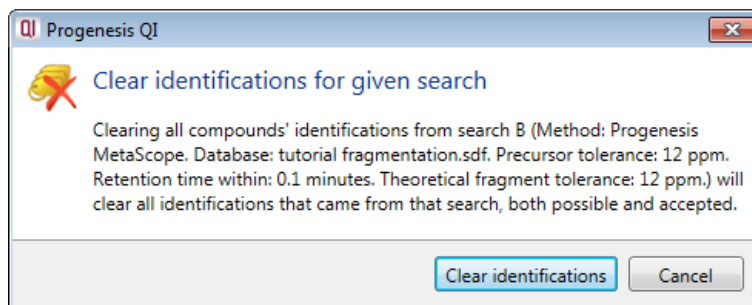 QI Progenesis QI
Clear identifications for given search
Clearing all compounds' identifications from search B (Method: Progenesis
MetaScope. Database: tutorial fragmentation.sdf. Precursor tolerance: 12 ppm.
Retention time within: 0.1 minutes. Theoretical fragment tolerance: 12 ppm.) will
clear all identifications that came from that search, both possible and accepted.
Clear identifications Cancel